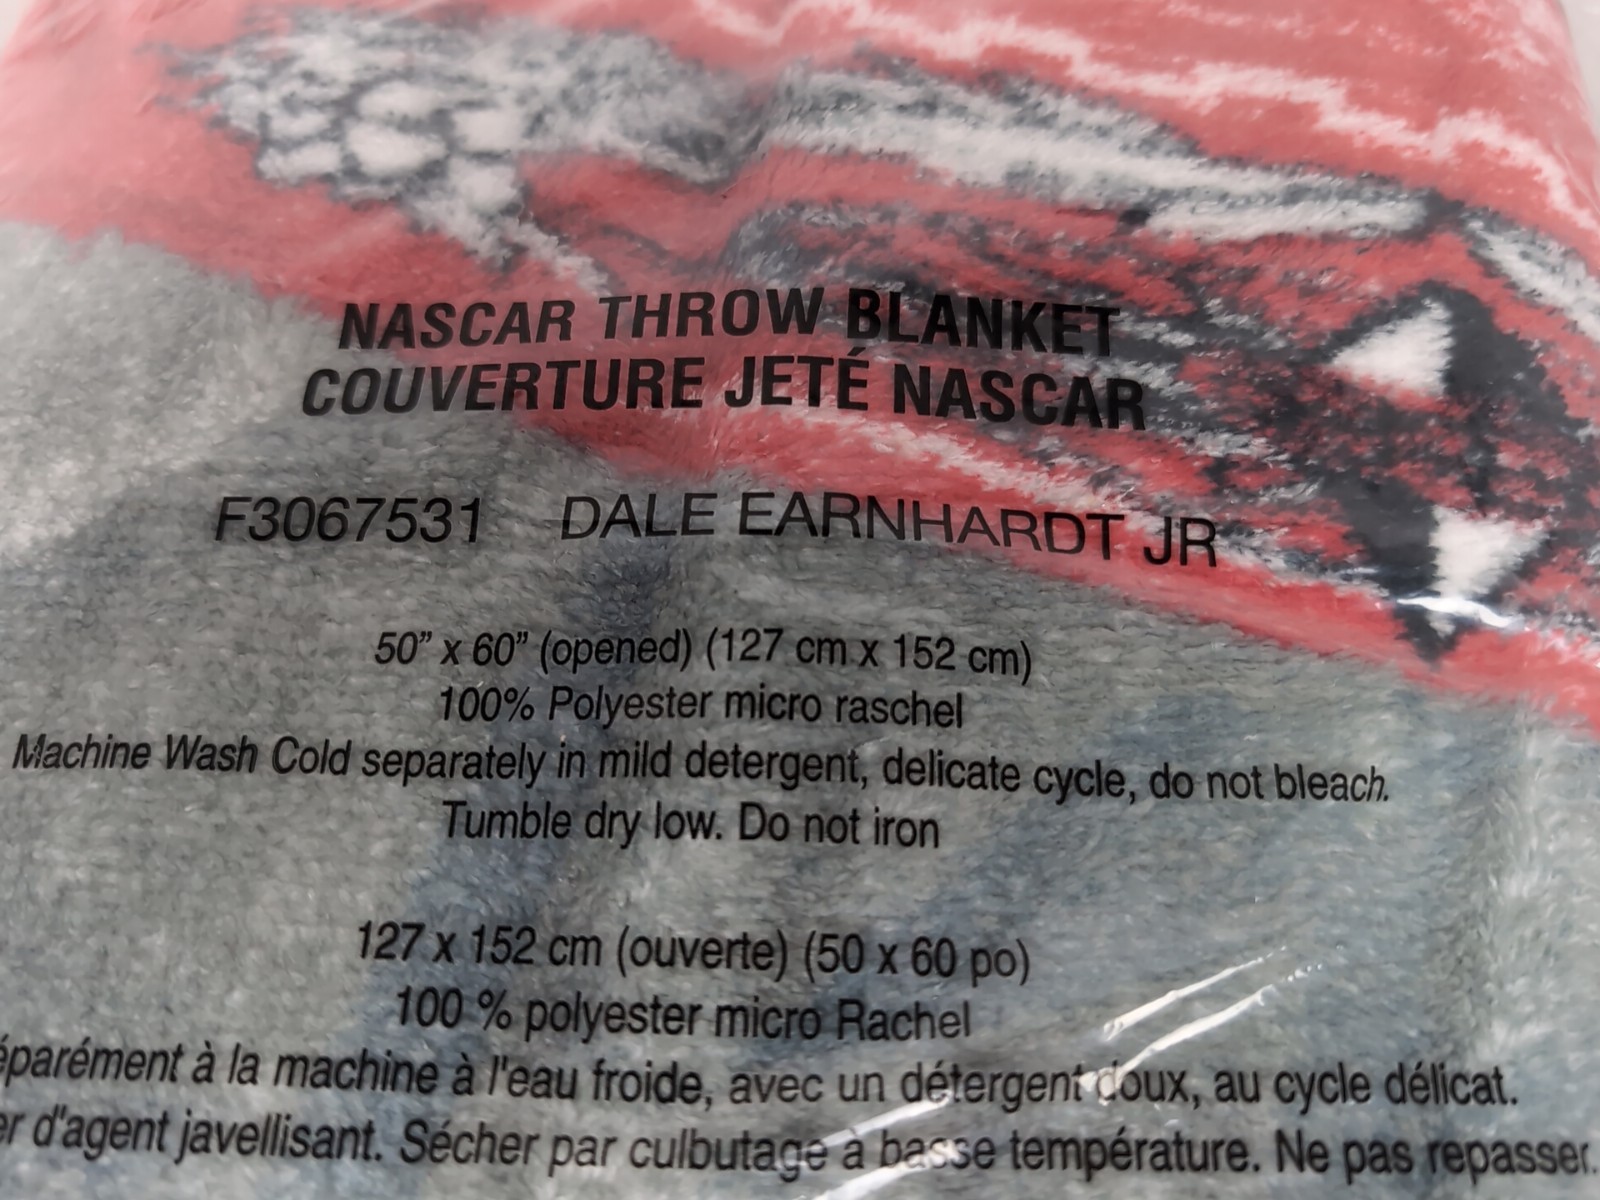 NASCAR THROW BLANKET
COUVERTURE JETÉ NASCAR
F3067531 DALE EARNHARDT JR
50” x 60” (opened) (127 cm x 152 cm)
100% Polyester micro raschel
Machine Wash Cold separately in mild detergent, delicate cycle, do not bleach.
Tumble dry low. Do not iron
127 x 152 cm (ouverte) (50 x 60 po)
100 % polyester micro Rachel
éparément à la machine à l'eau froide, avec un détergent doux, au cycle délicat.
er d'agent javellisant. Sécher par culbutage à basse température. Ne pas repasser.